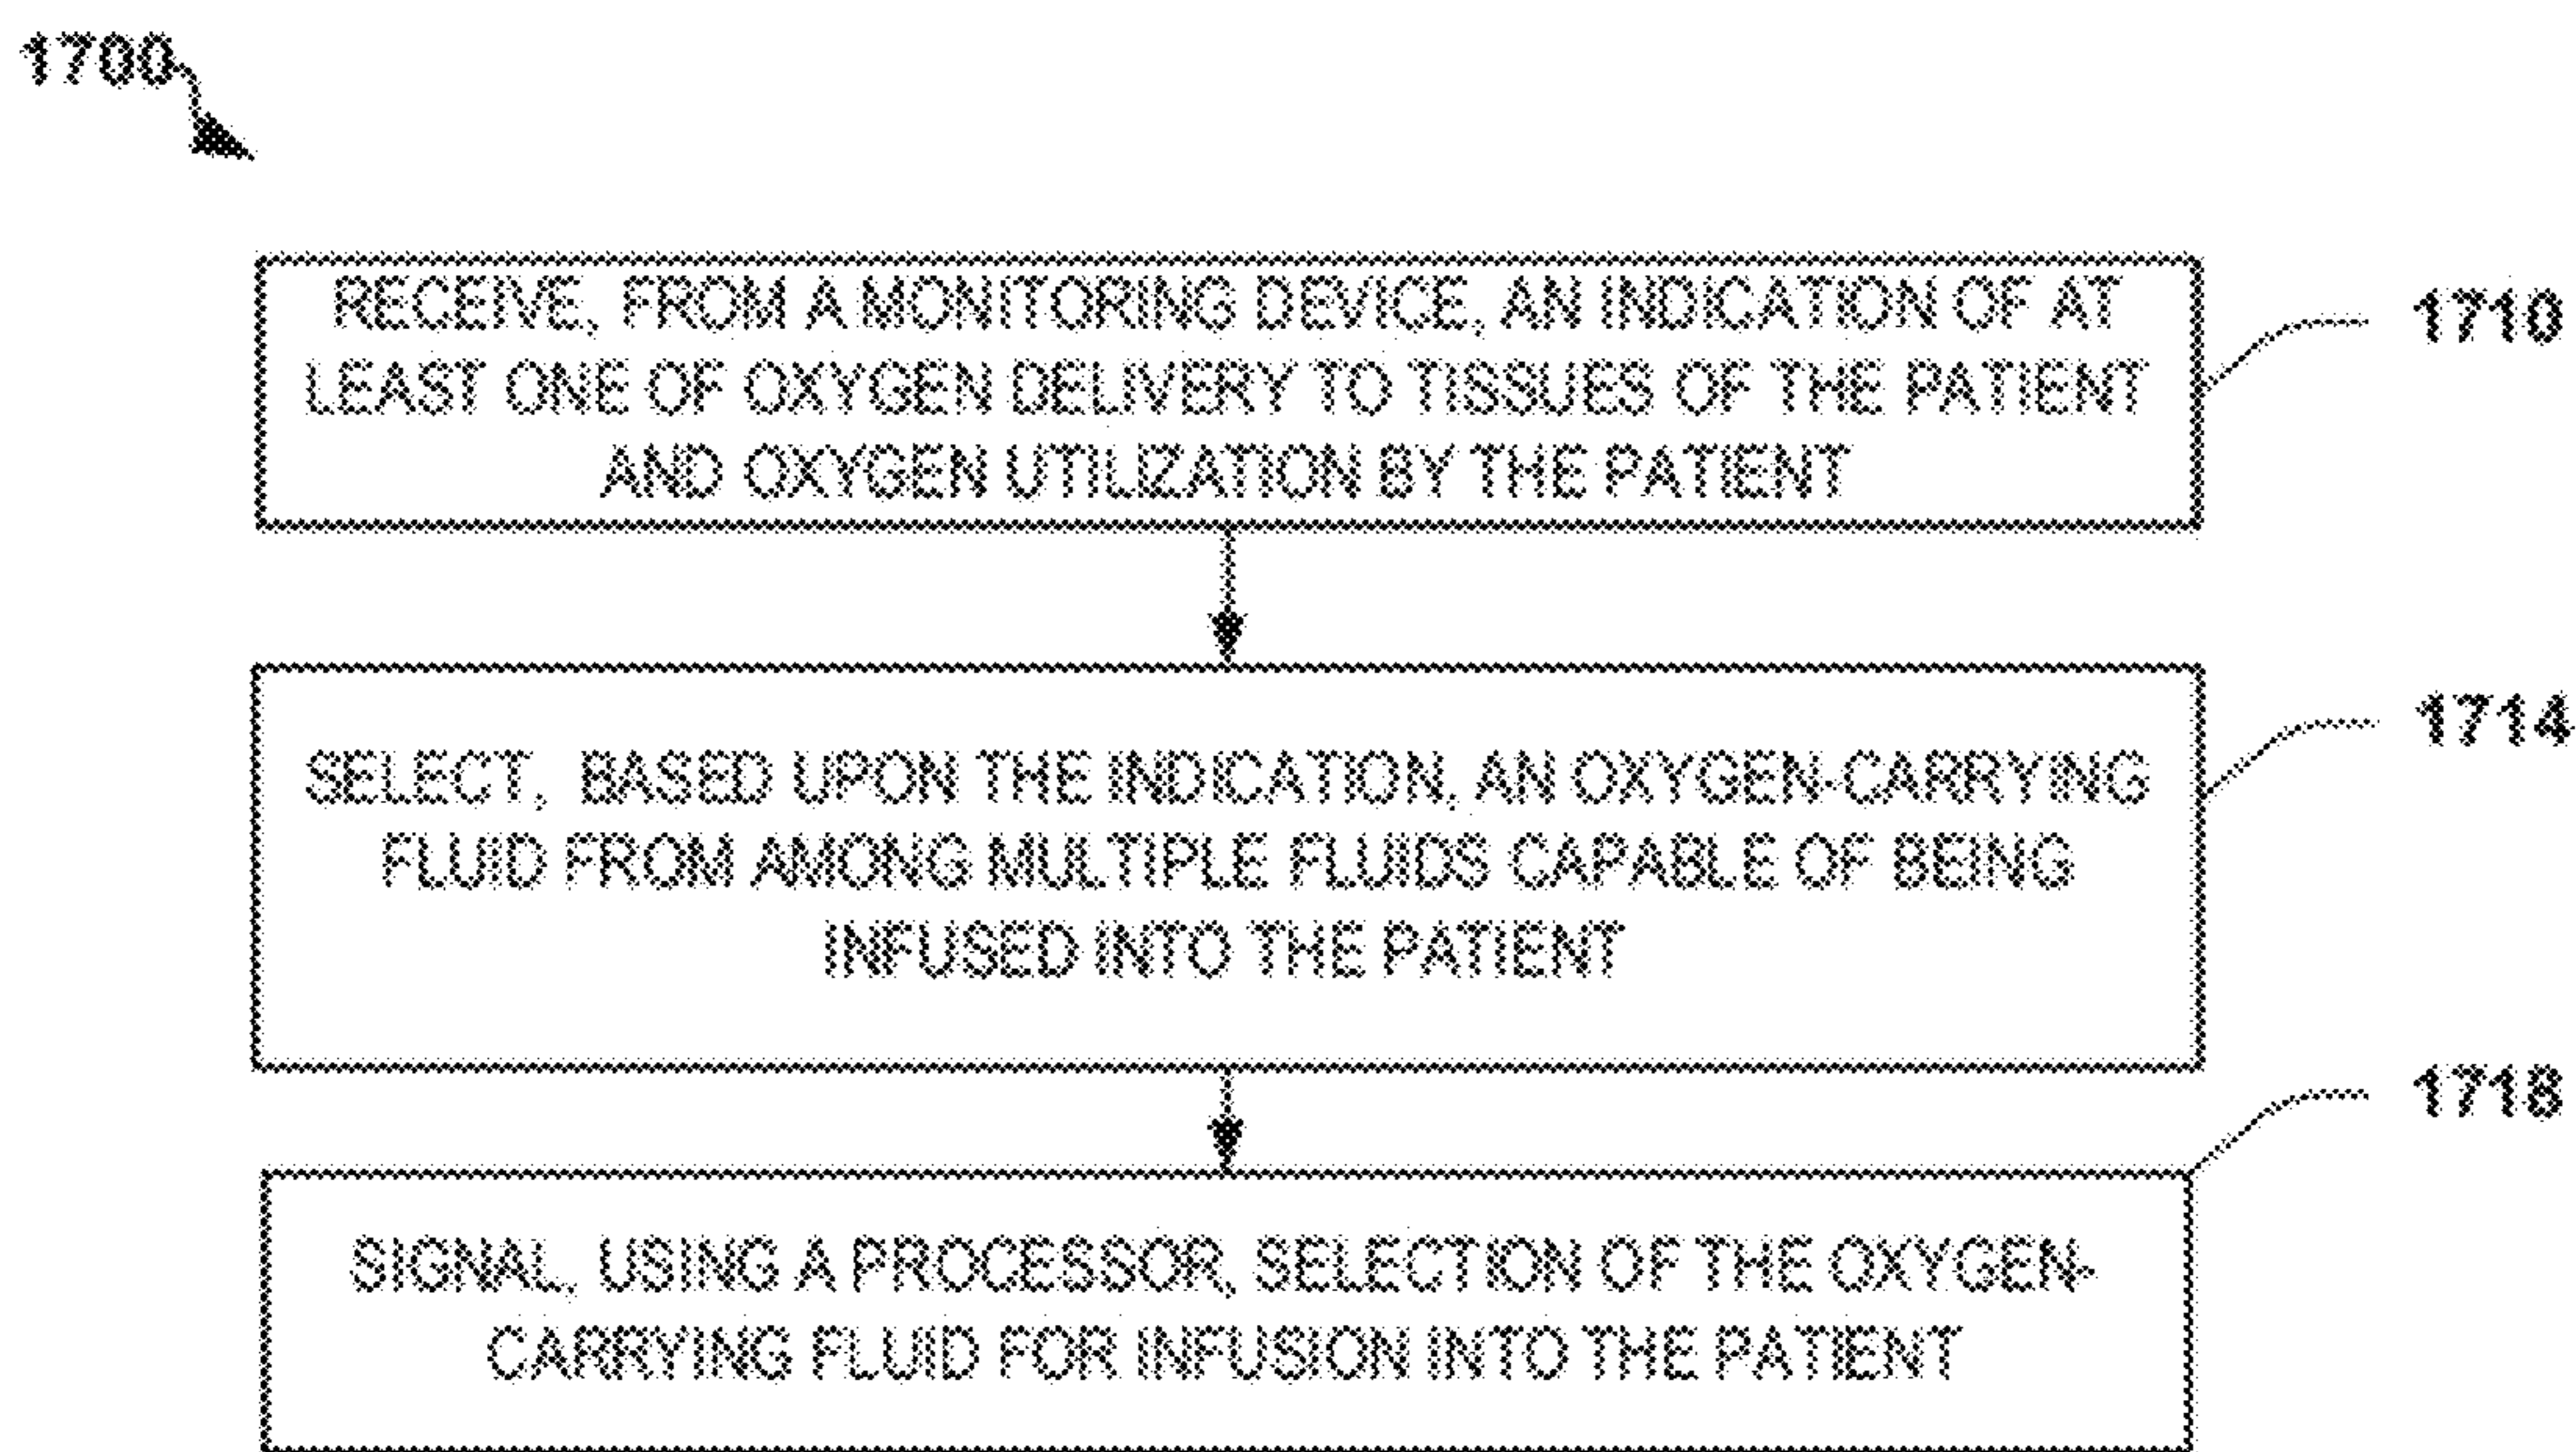 1700
RECEIVE, FROM A MONITORING DEVICE, AN INDICATION OF AT
1710
LEAST ONE OF OXYGEN DELIVERY TO TISSUES OF THE PATIENT
AND OXYGEN UTILIZATION BY THE PATIENT
1714
SELECT, BASED UPON THE INDICATION, AN OXYGEN-CARRYING
FLUID FROM AMONG MULTIPLE FLUIDS CAPABLE OF BEING
INFUSED INTO THE PATIENT
1718
SIGNAL, USING A PROCESSOR, SELECTION OF THE OXYGEN-
CARRYING FLUID FOR INFUSION INTO THE PATIENT